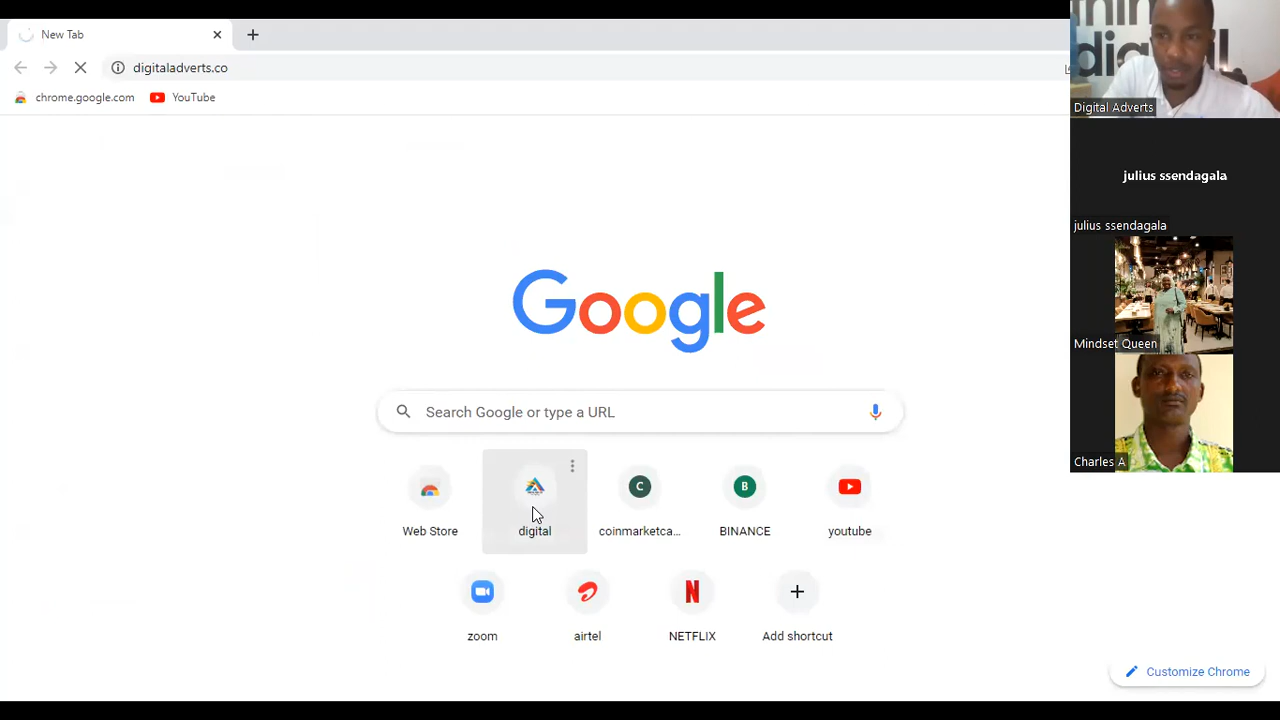 New Tab
digitaladverts.co
chrome.google.com YouTube
Google
Search Google or type a URL
Web Store digital coinmarketca... BINANCE youtube
zoom airtel NETFLIX Add shortcut
Customize Chrome
digital.
Digital Adverts
julius ssendagala
julius ssendagala
Mindset Queen
Charles A